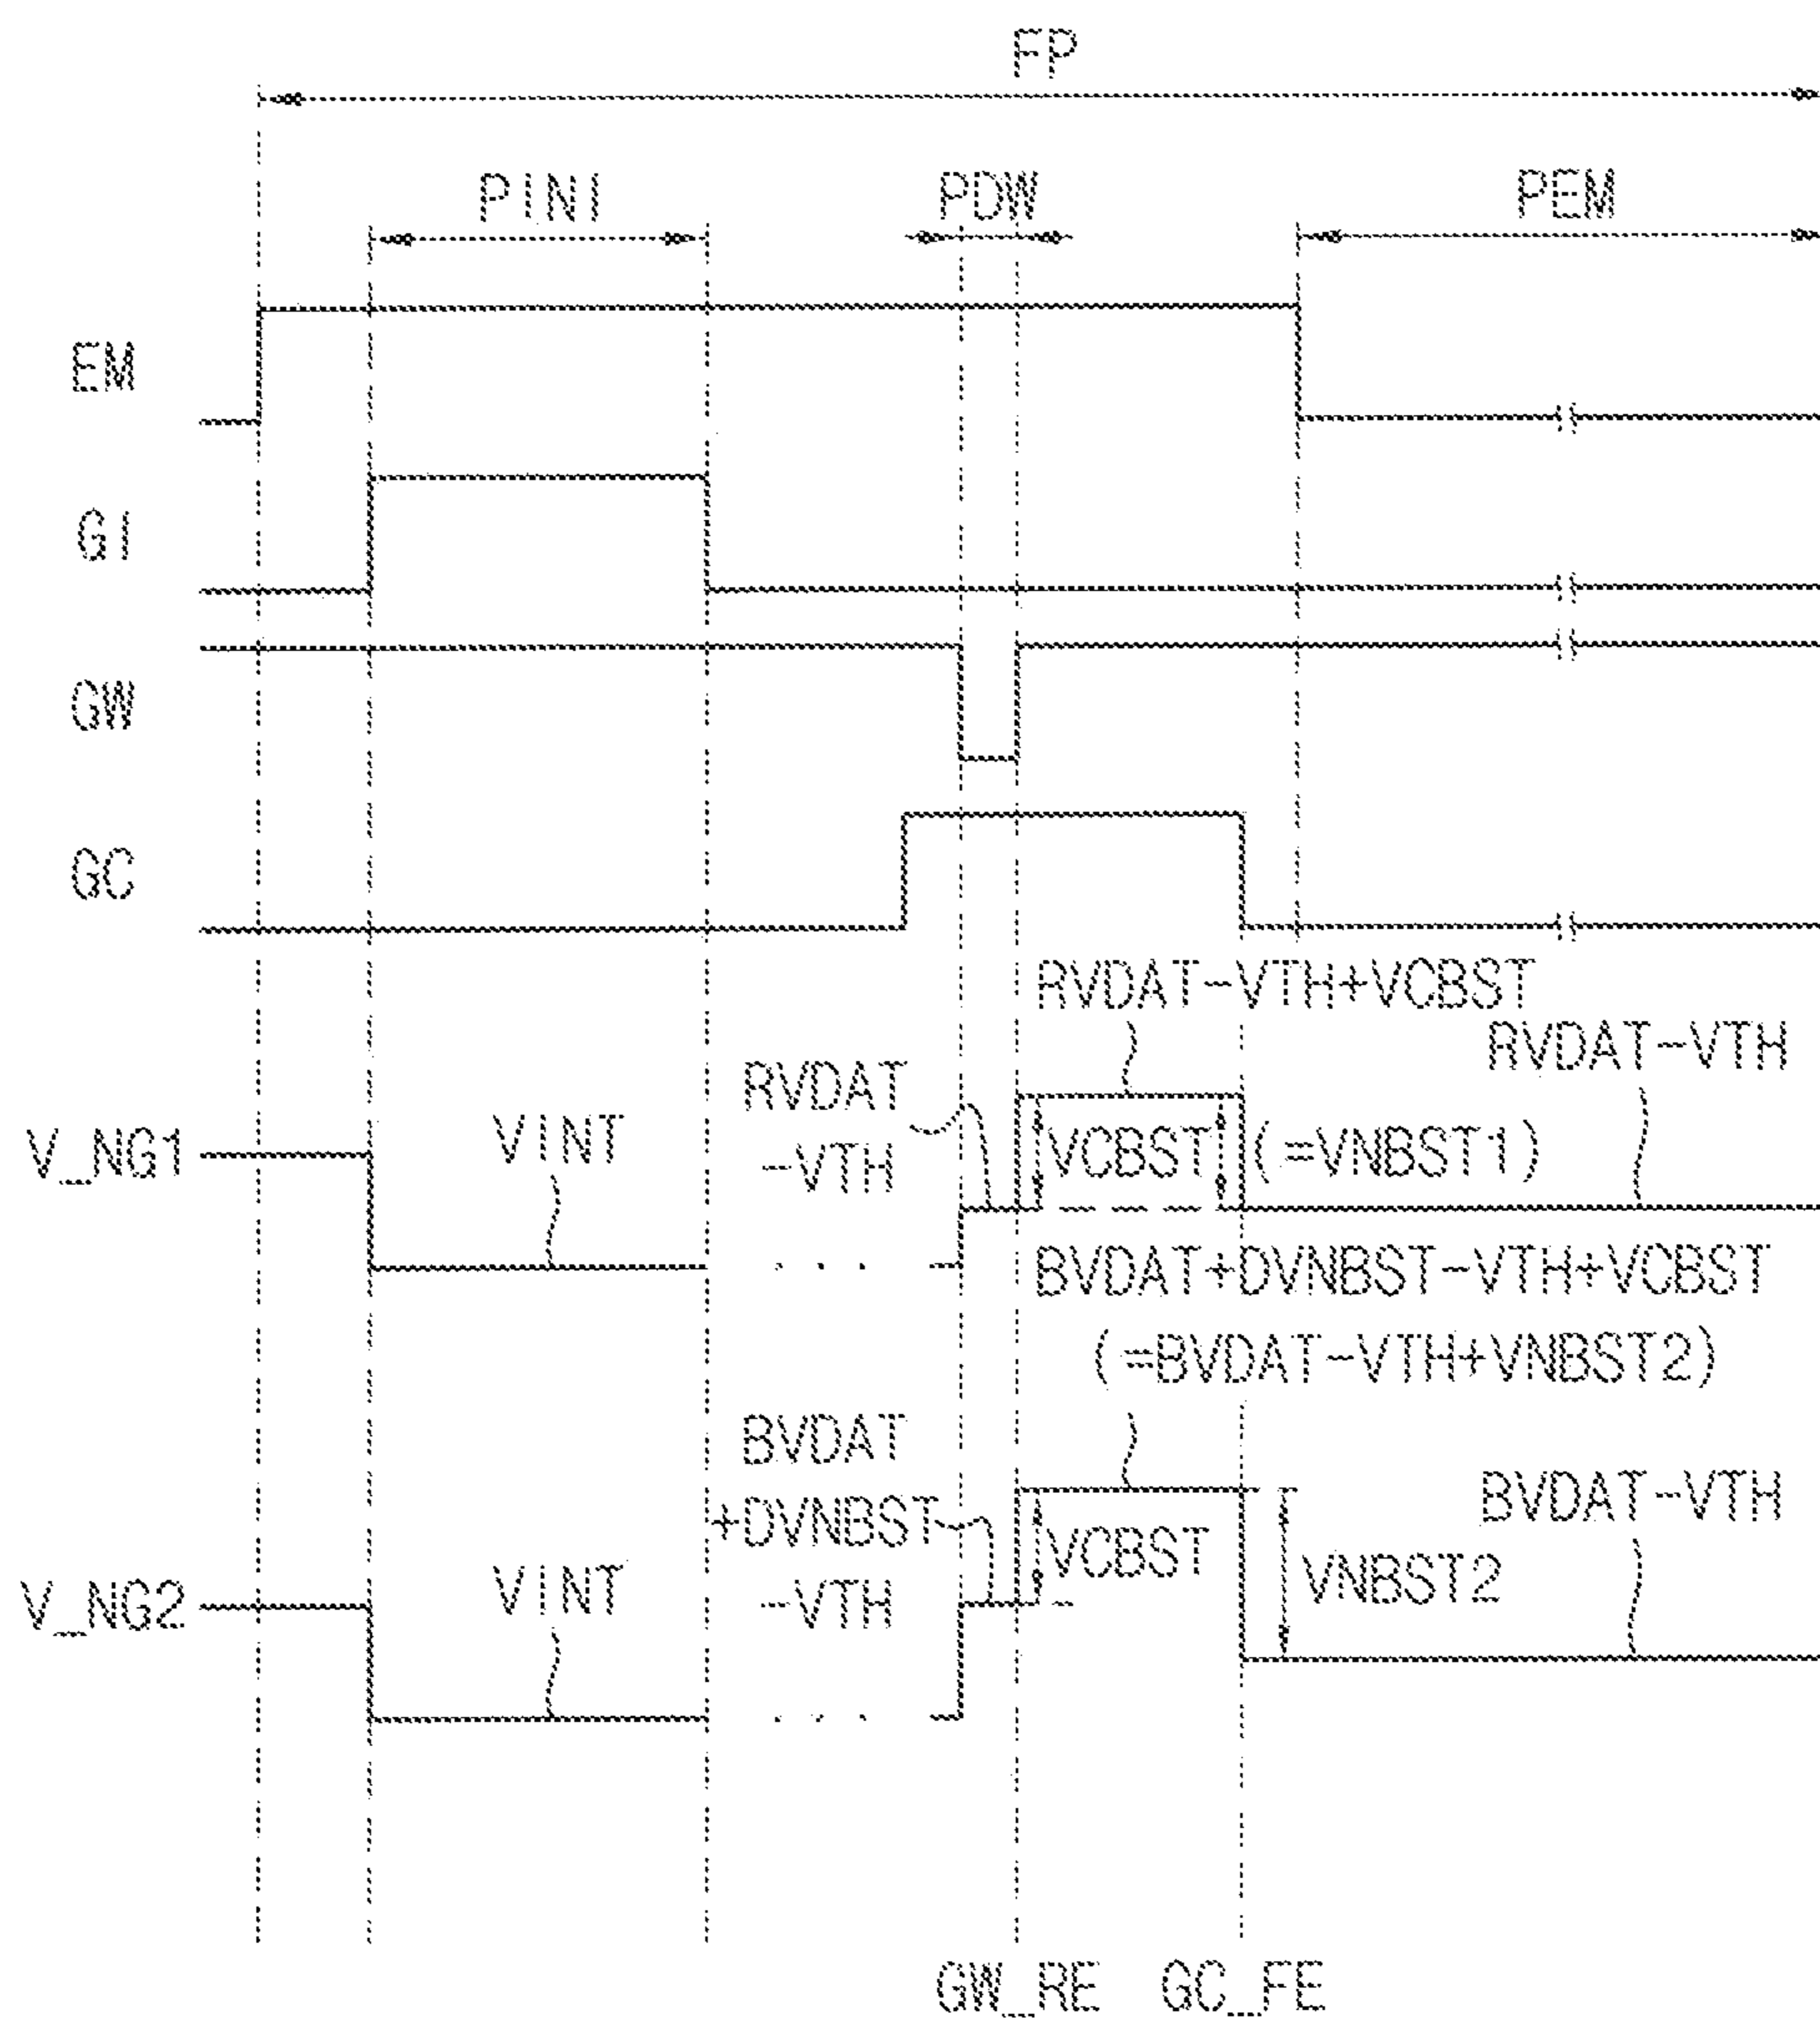 FP
PINI
PDW
PEM
EM
GI
GW
GC
RVDAT-VTH+VCBST
RVDAT-VTH
RVDAT
-VTH
V_NG1
VINT
VCBST
(=VNBST1)
BVDAT+DVNBST-VTH+VCBST
(=BVDAT-VTH+VNBST2)
BVDAT
+DVNBST
-VTH
BVDAT-VTH
V_NG2
VINT
VCBST
VNBST2
GW_RE
GC_FE